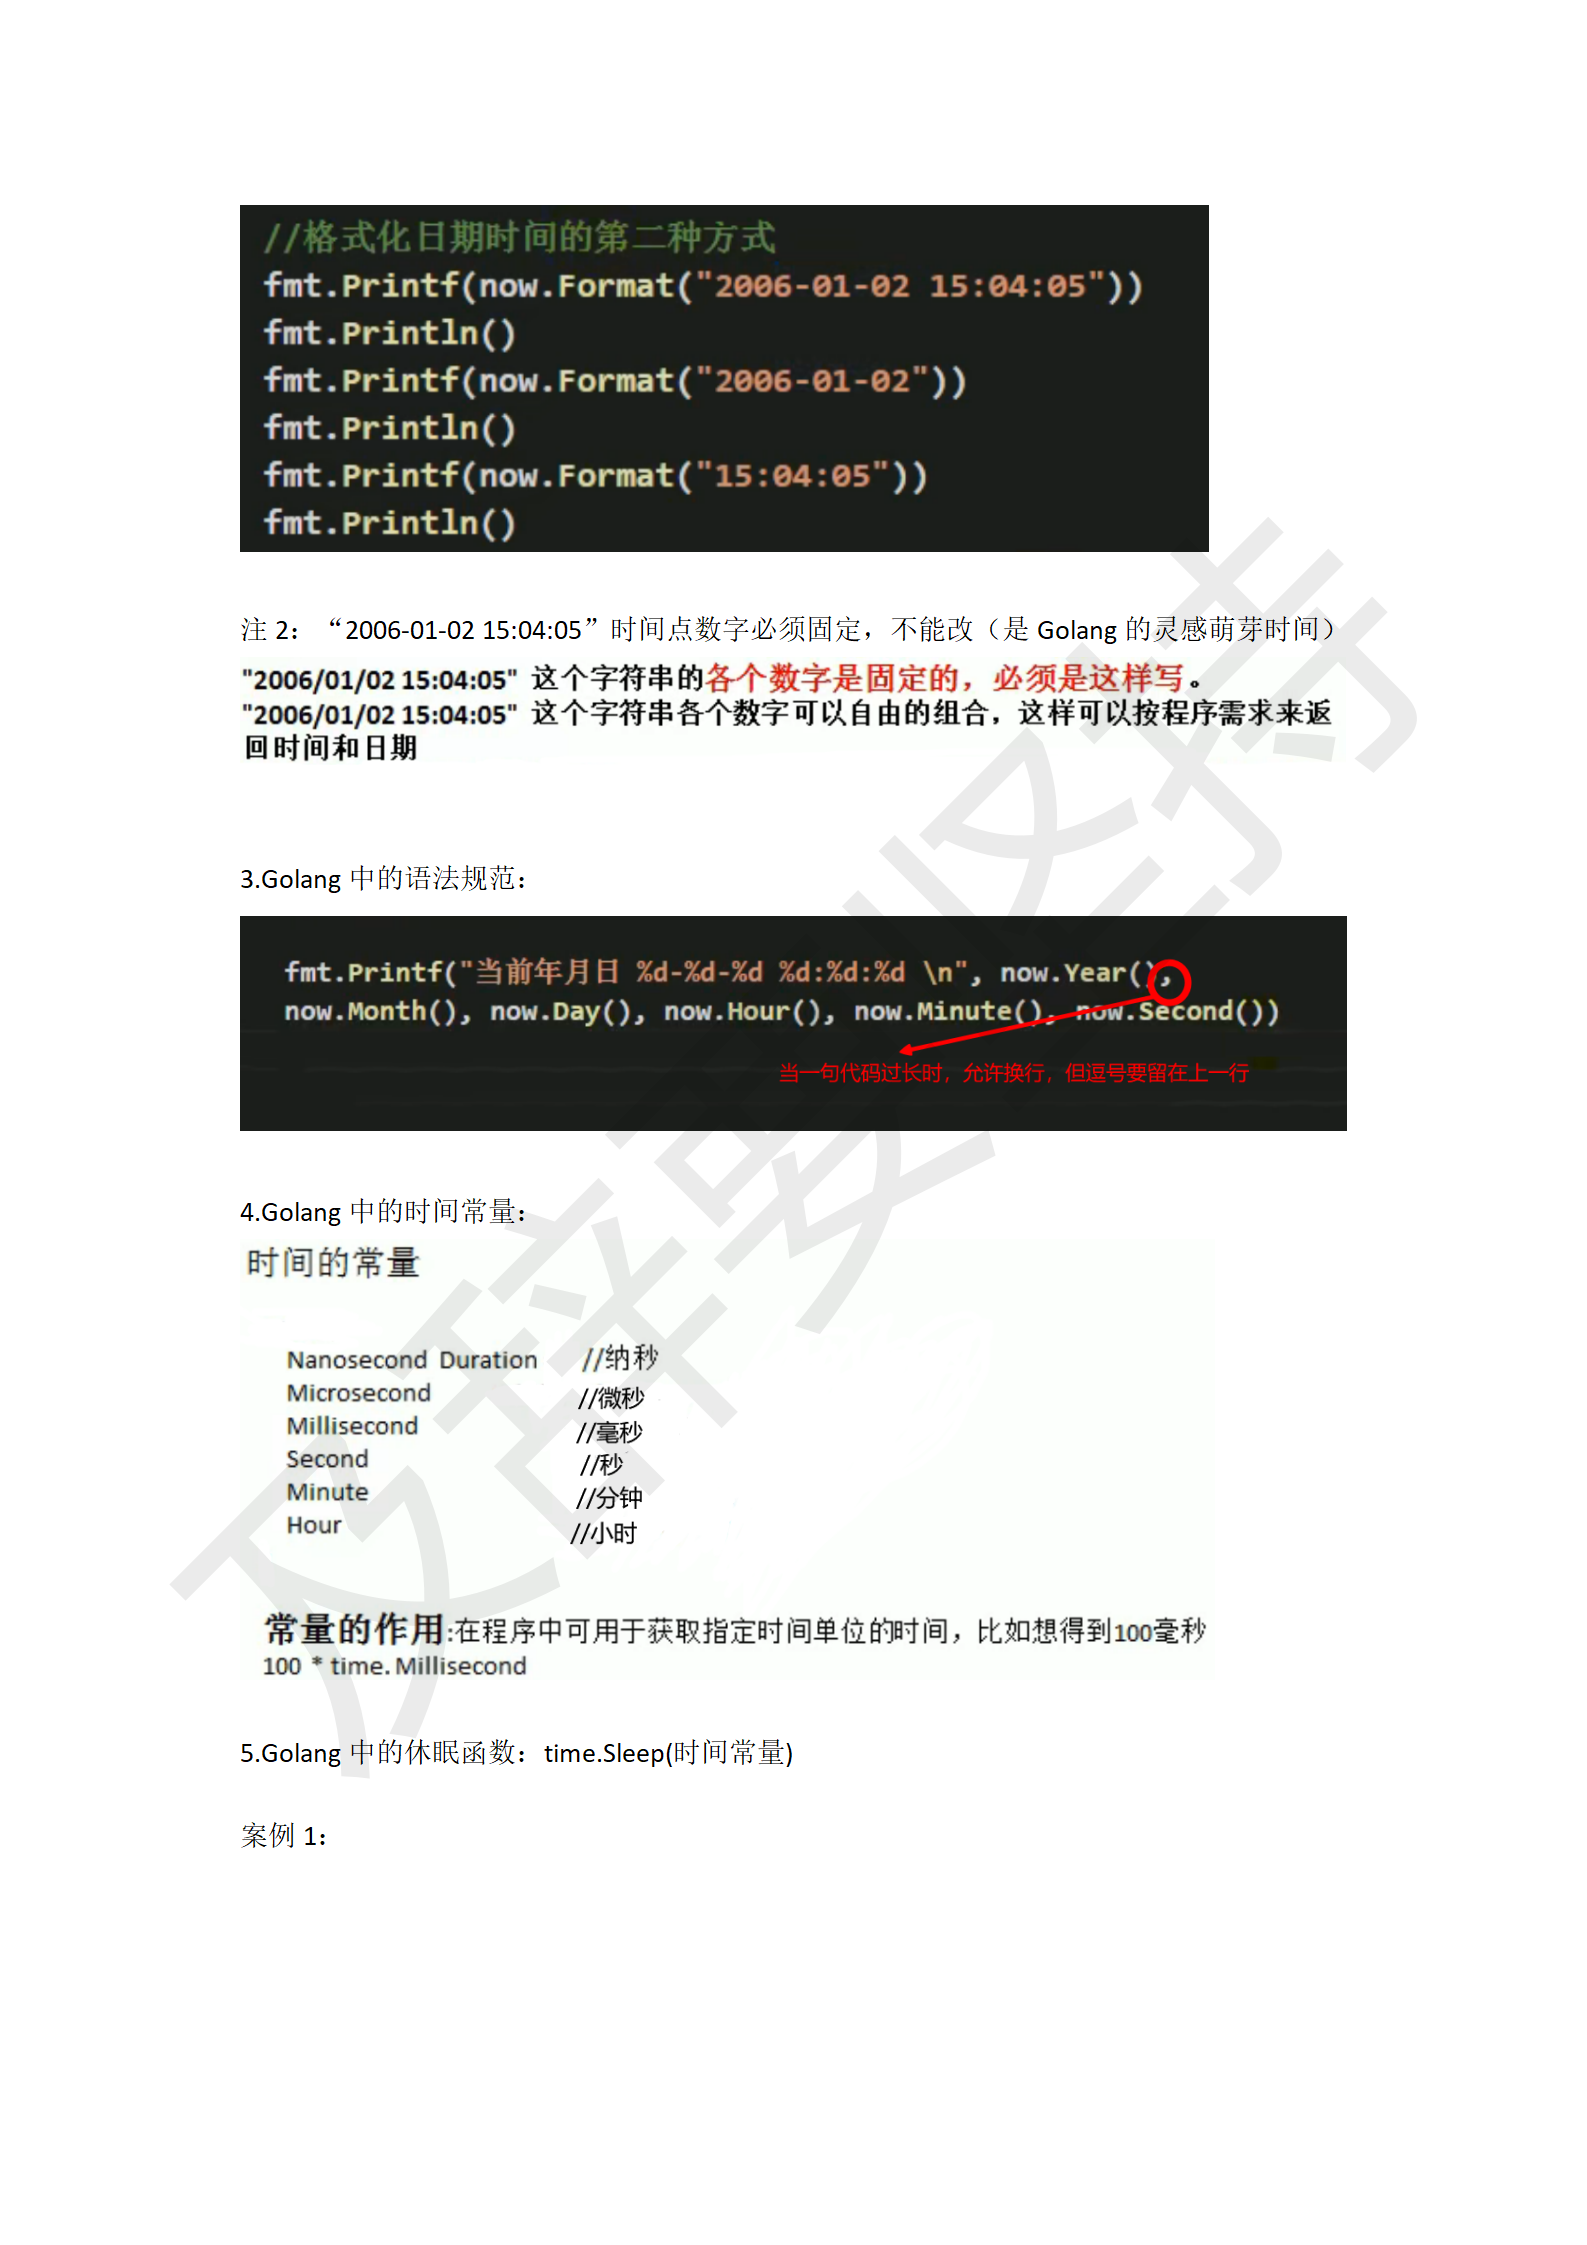 //格式化日期时间的第二种方式
fmt.Printf(now.Format("2006-01-02 15:04:05"))
fmt.Println()
fmt.Printf(now.Format("2006-01-02"))
fmt.Println()
fmt.Printf(now.Format("15:04:05"))
fmt.Println()
注 2：“2006-01-02 15:04:05”时间点数字必须固定，不能改（是 Golang 的灵感萌芽时间）
"2006/01/02 15:04:05" 这个字符串的各个数字是固定的，必须是这样写。
"2006/01/02 15:04:05" 这个字符串各个数字可以自由的组合，这样可以按程序需求来返
回时间和日期
3.Golang 中的语法规范：
fmt.Printf("当前年月日 %d-%d-%d %d:%d:%d \n", now.Year(),
now.Month(), now.Day(), now.Hour(), now.Minute(), now.Second())
当一句代码过长时，允许换行，但逗号要留在上一行
4.Golang 中的时间常量：
时间的常量
Nanosecond Duration //纳秒
Microsecond //微秒
Millisecond //毫秒
Second //秒
Minute //分钟
Hour //小时
常量的作用:在程序中可用于获取指定时间单位的时间，比如想得到100毫秒
100 * time.Millisecond
5.Golang 中的休眠函数：time.Sleep(时间常量)
案例 1：
及辞要坚持